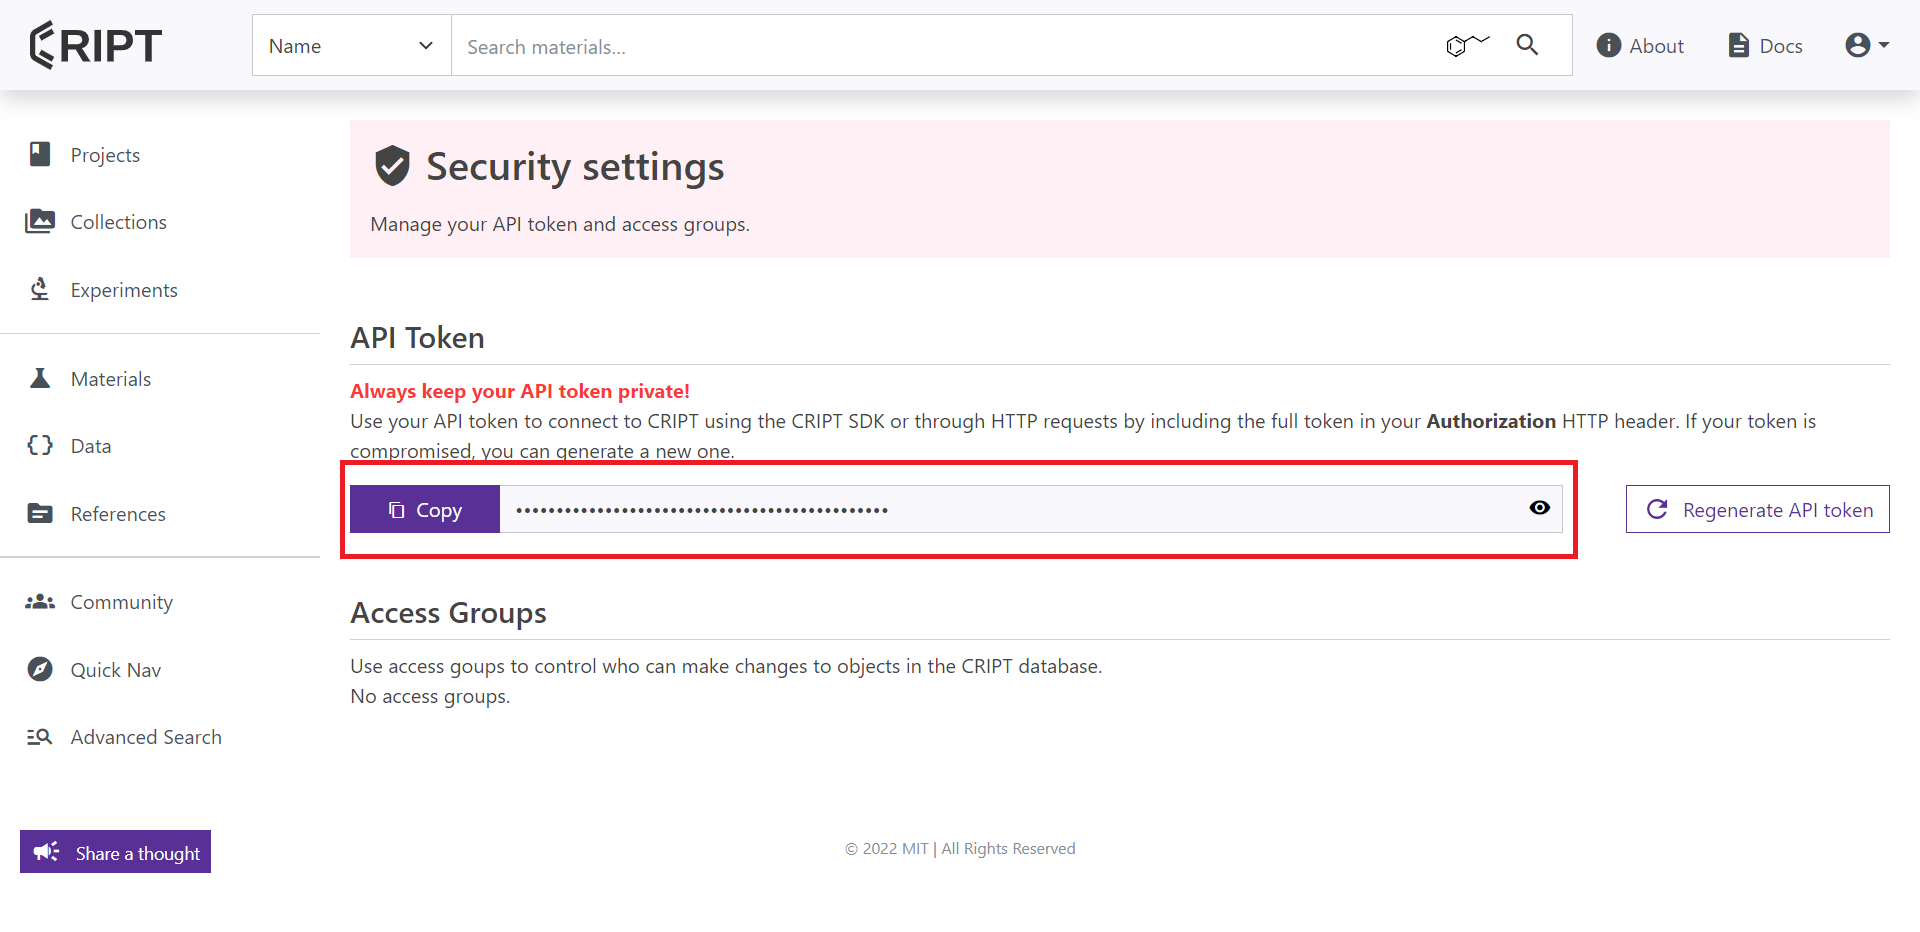 CRIPT
Name
Search materials...
About
Docs
Projects
Collections
Experiments
Materials
Data
References
Community
Quick Nav
Advanced Search
Share a thought
Security settings
Manage your API token and access groups.
API Token
Always keep your API token private!
Use your API token to connect to CRIPT using the CRIPT SDK or through HTTP requests by including the full token in your Authorization HTTP header. If your token is
compromised, you can generate a new one.
Copy
••••••••••••••••••••••••••••••••••••••••••••••
Regenerate API token
Access Groups
Use access goups to control who can make changes to objects in the CRIPT database.
No access groups.
© 2022 MIT | All Rights Reserved